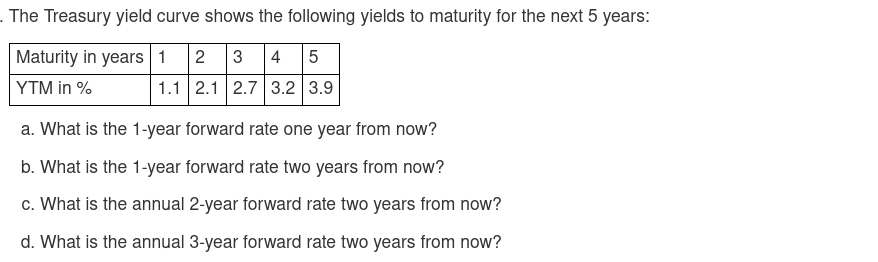 . The Treasury yield curve shows the following yields to maturity for the next 5 years:
Maturity in years 1 2 3 4 5
YTM in % 1.1 2.1 2.7 3.2 3.9
a. What is the 1-year forward rate one year from now?
b. What is the 1-year forward rate two years from now?
c. What is the annual 2-year forward rate two years from now?
d. What is the annual 3-year forward rate two years from now?